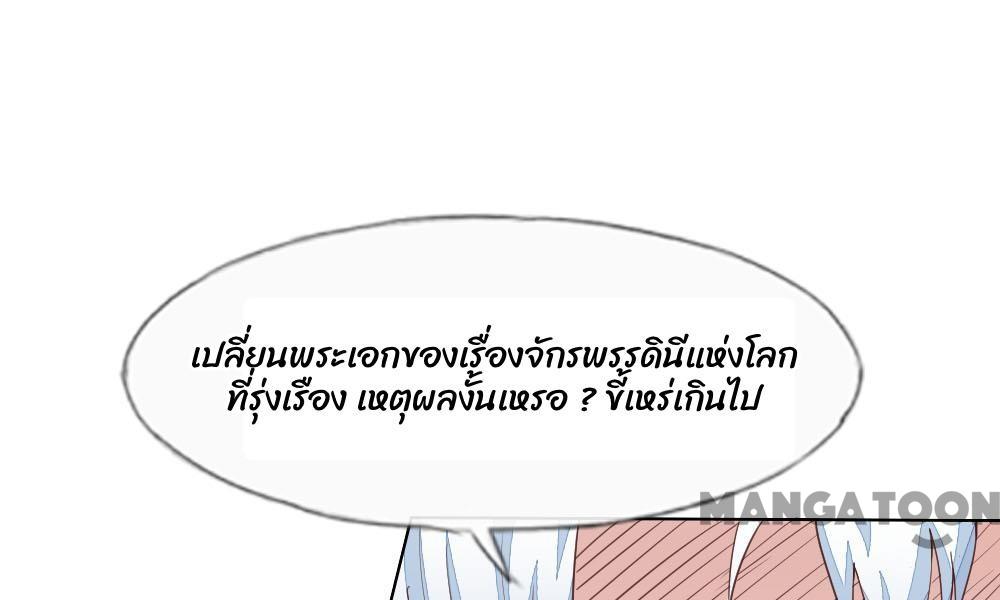 เปลี่ยนพระเอกของเรื่องจักรพรรดินีแห่งโลก
ที่รุ่งเรือง เหตุผลงั้นเหรอ ? ขี้เหร่เกินไป
MANGATOON